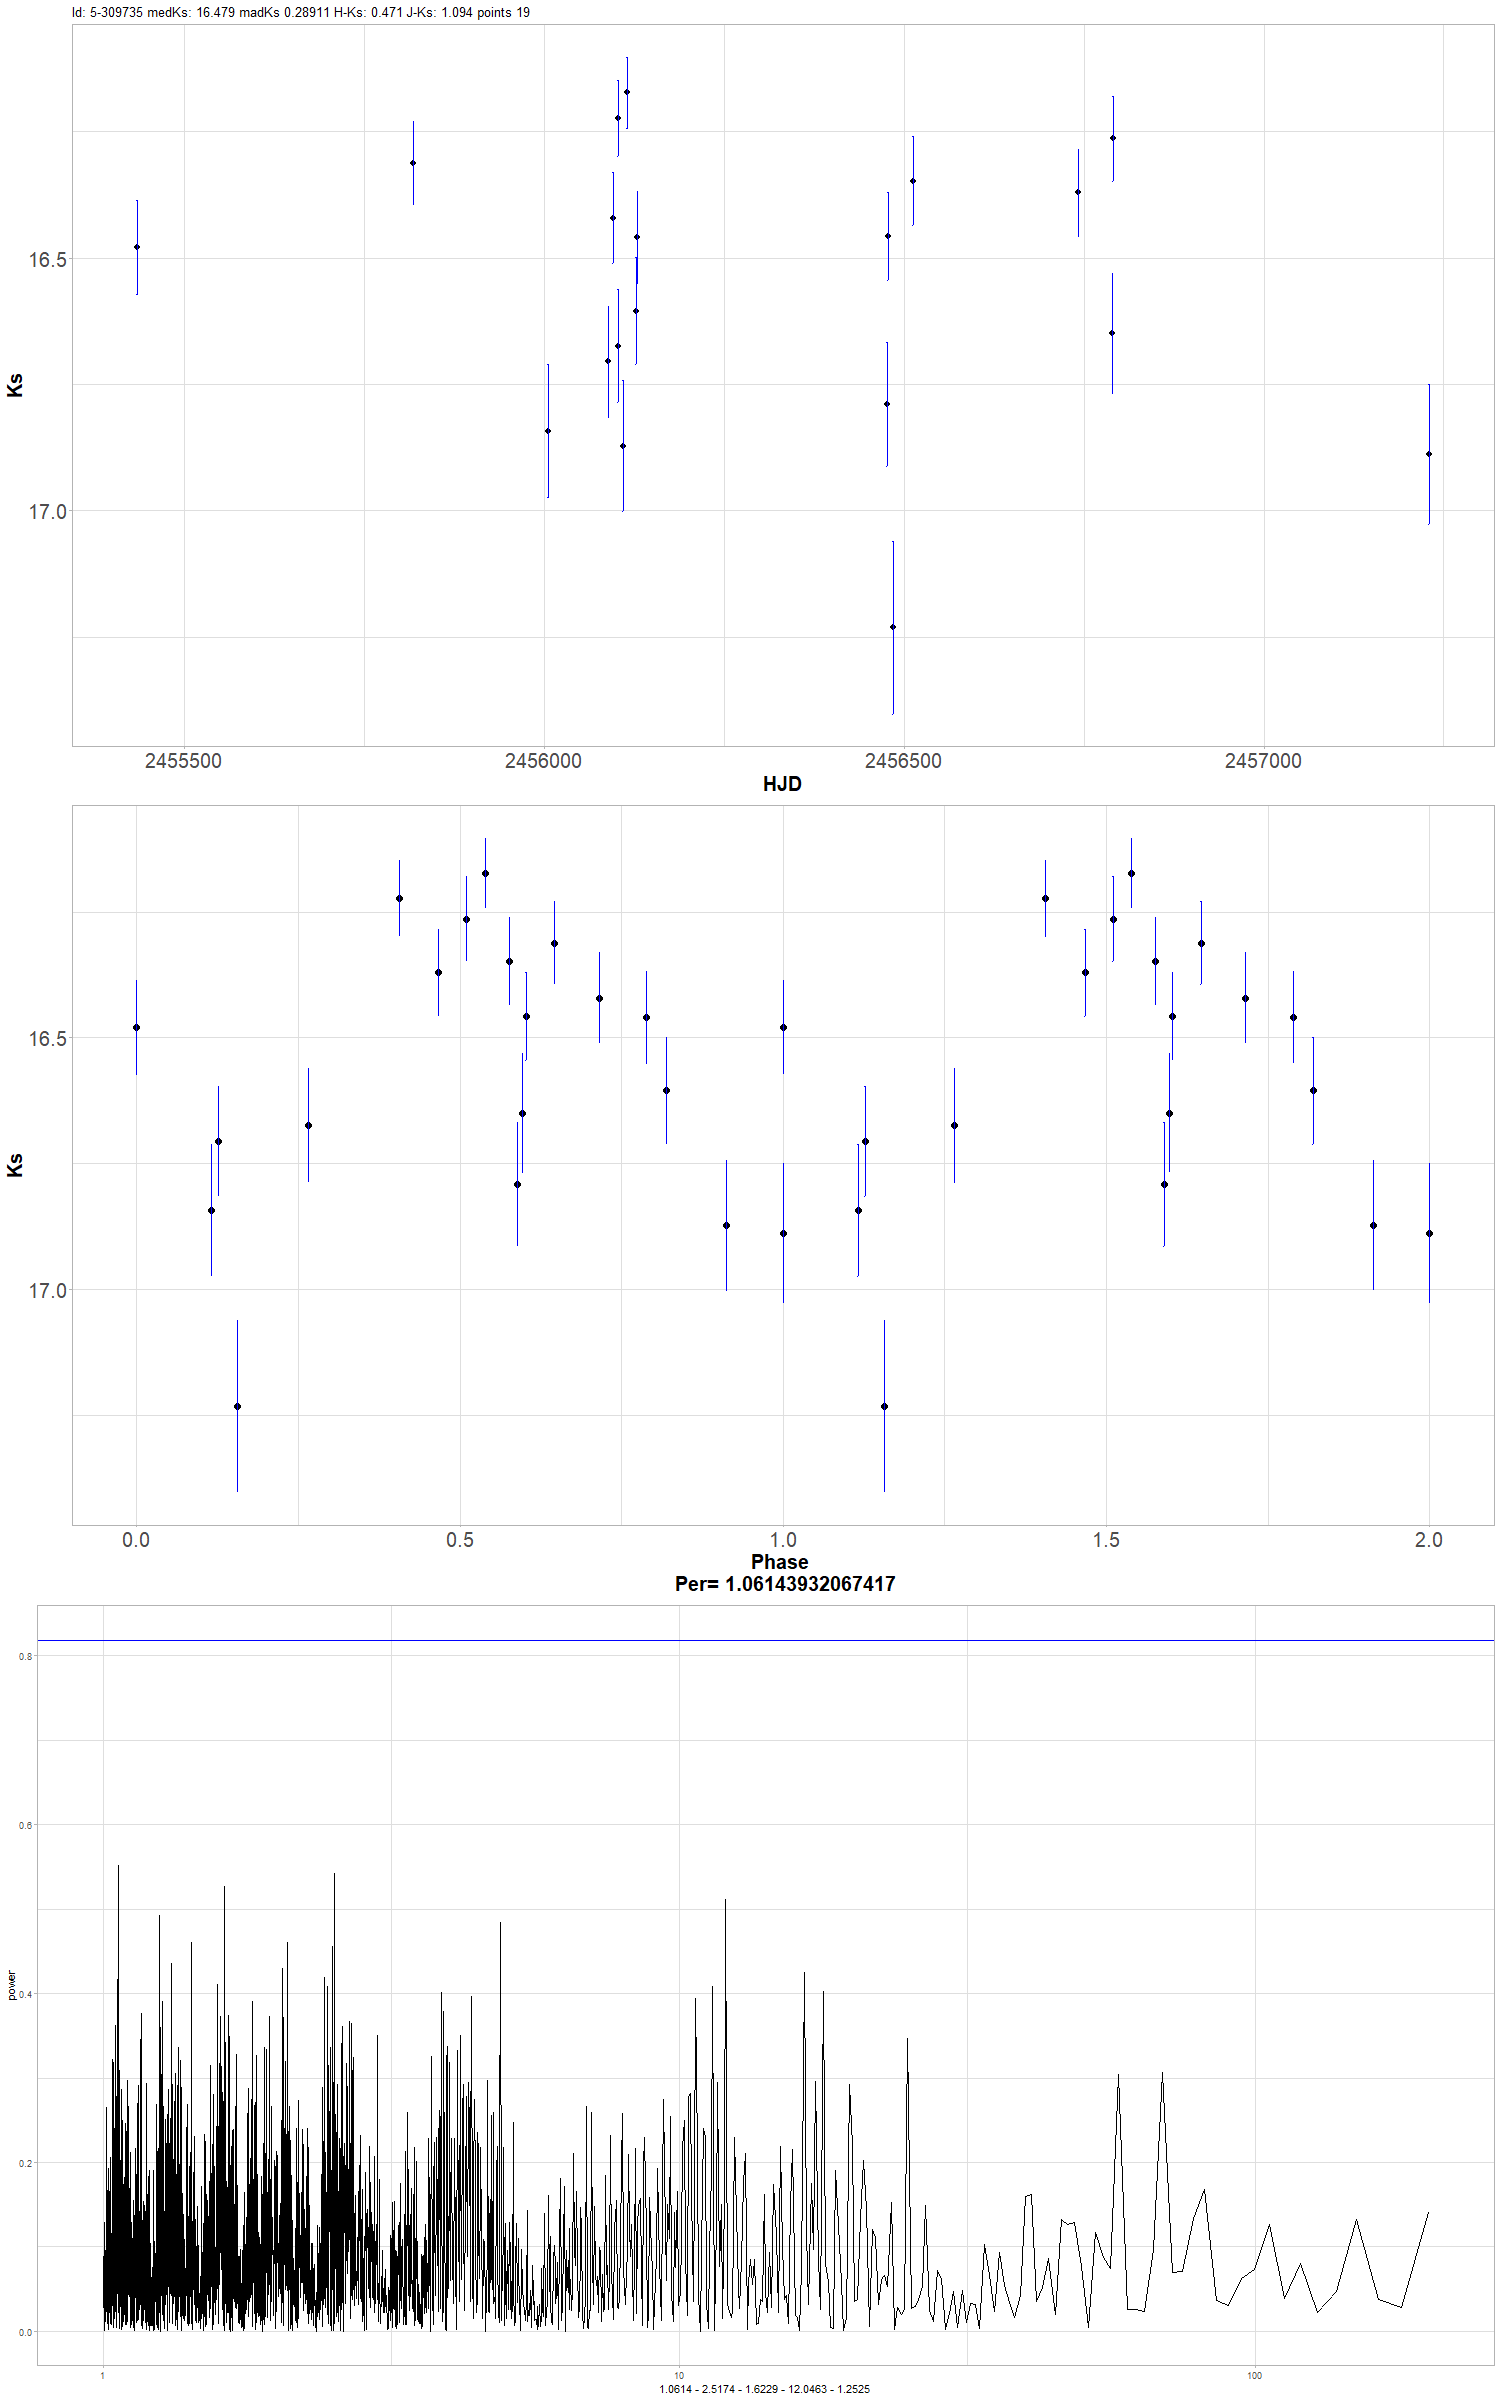 Id: 5-309735 medKs: 16.479 madKs 0.28911 H-Ks: 0.471 J-Ks: 1.094 points 19
16.5
17.0
Ks
2455500 2456000 2456500 2457000
HJD
16.5
17.0
Ks
0.0 0.5 1.0 1.5 2.0
Phase
Per= 1.06143932067417
0.8
0.6
0.4
0.2
0.0
power
1 10 100
1.0614 - 2.5174 - 1.6229 - 12.0463 - 1.2525